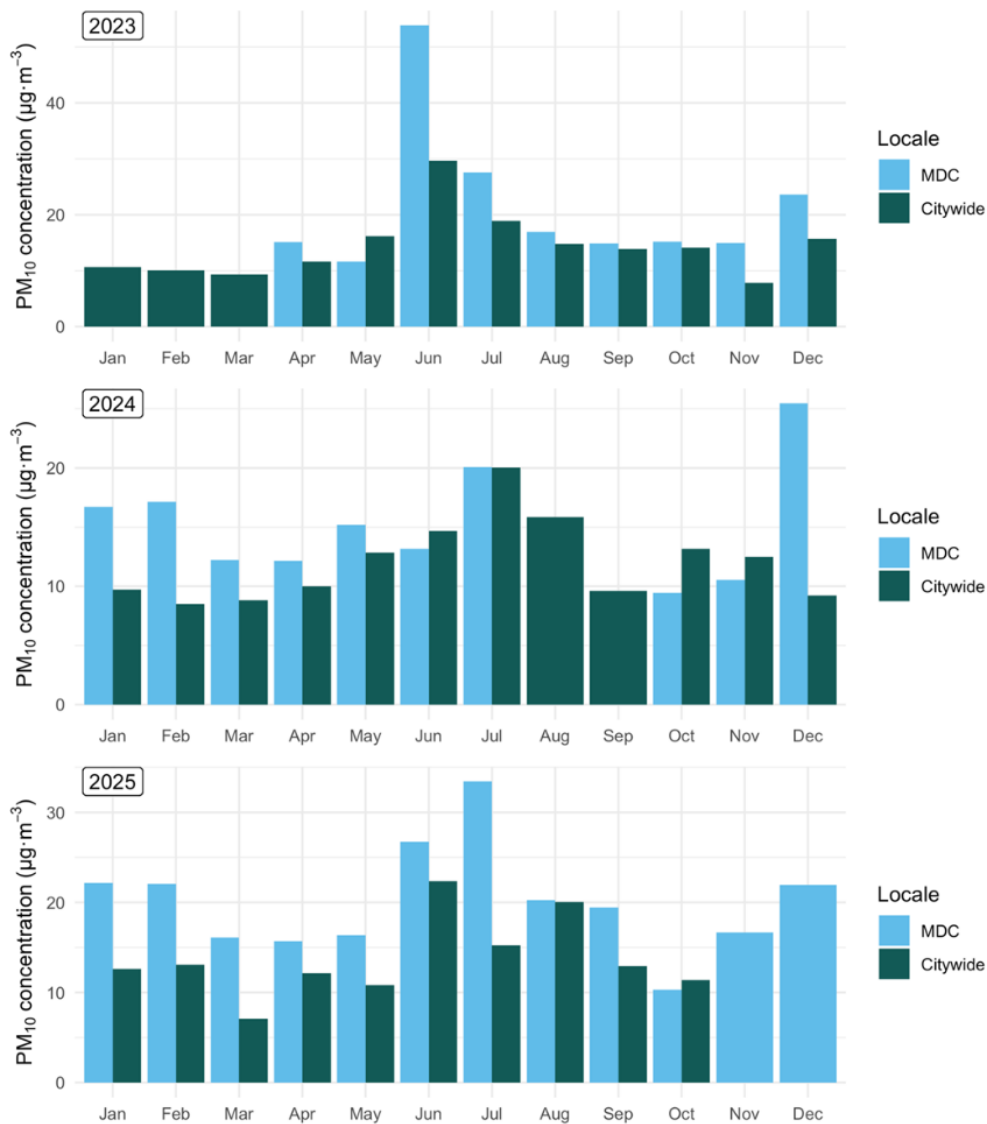 2023
PM₁₀ concentration (µg·m⁻³)
40
20
0
Jan Feb Mar Apr May Jun Jul Aug Sep Oct Nov Dec
Locale
MDC
Citywide
2024
PM₁₀ concentration (µg·m⁻³)
20
10
0
Jan Feb Mar Apr May Jun Jul Aug Sep Oct Nov Dec
Locale
MDC
Citywide
2025
PM₁₀ concentration (µg·m⁻³)
30
20
10
0
Jan Feb Mar Apr May Jun Jul Aug Sep Oct Nov Dec
Locale
MDC
Citywide